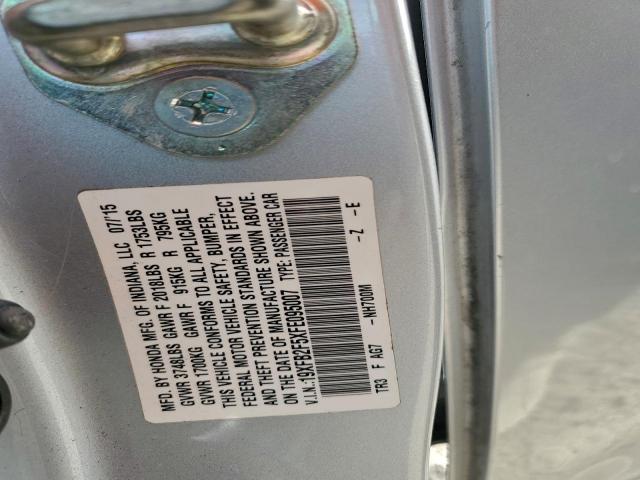 MFD. BY HONDA MFG. OF INDIANA, LLC 07/15
GVWR 3748LBS GAWR F 2018LBS R 1753LBS
GVWR 1700KG GAWR F 915KG R 795KG
THIS VEHICLE CONFORMS TO ALL APPLICABLE
FEDERAL MOTOR VEHICLE SAFETY, BUMPER,
AND THEFT PREVENTION STANDARDS IN EFFECT
ON THE DATE OF MANUFACTURE SHOWN ABOVE.
V.I.N.:19XFB2F5XFE095007 TYPE: PASSENGER CAR
TR3 F AG7 -NH700M -Z -E